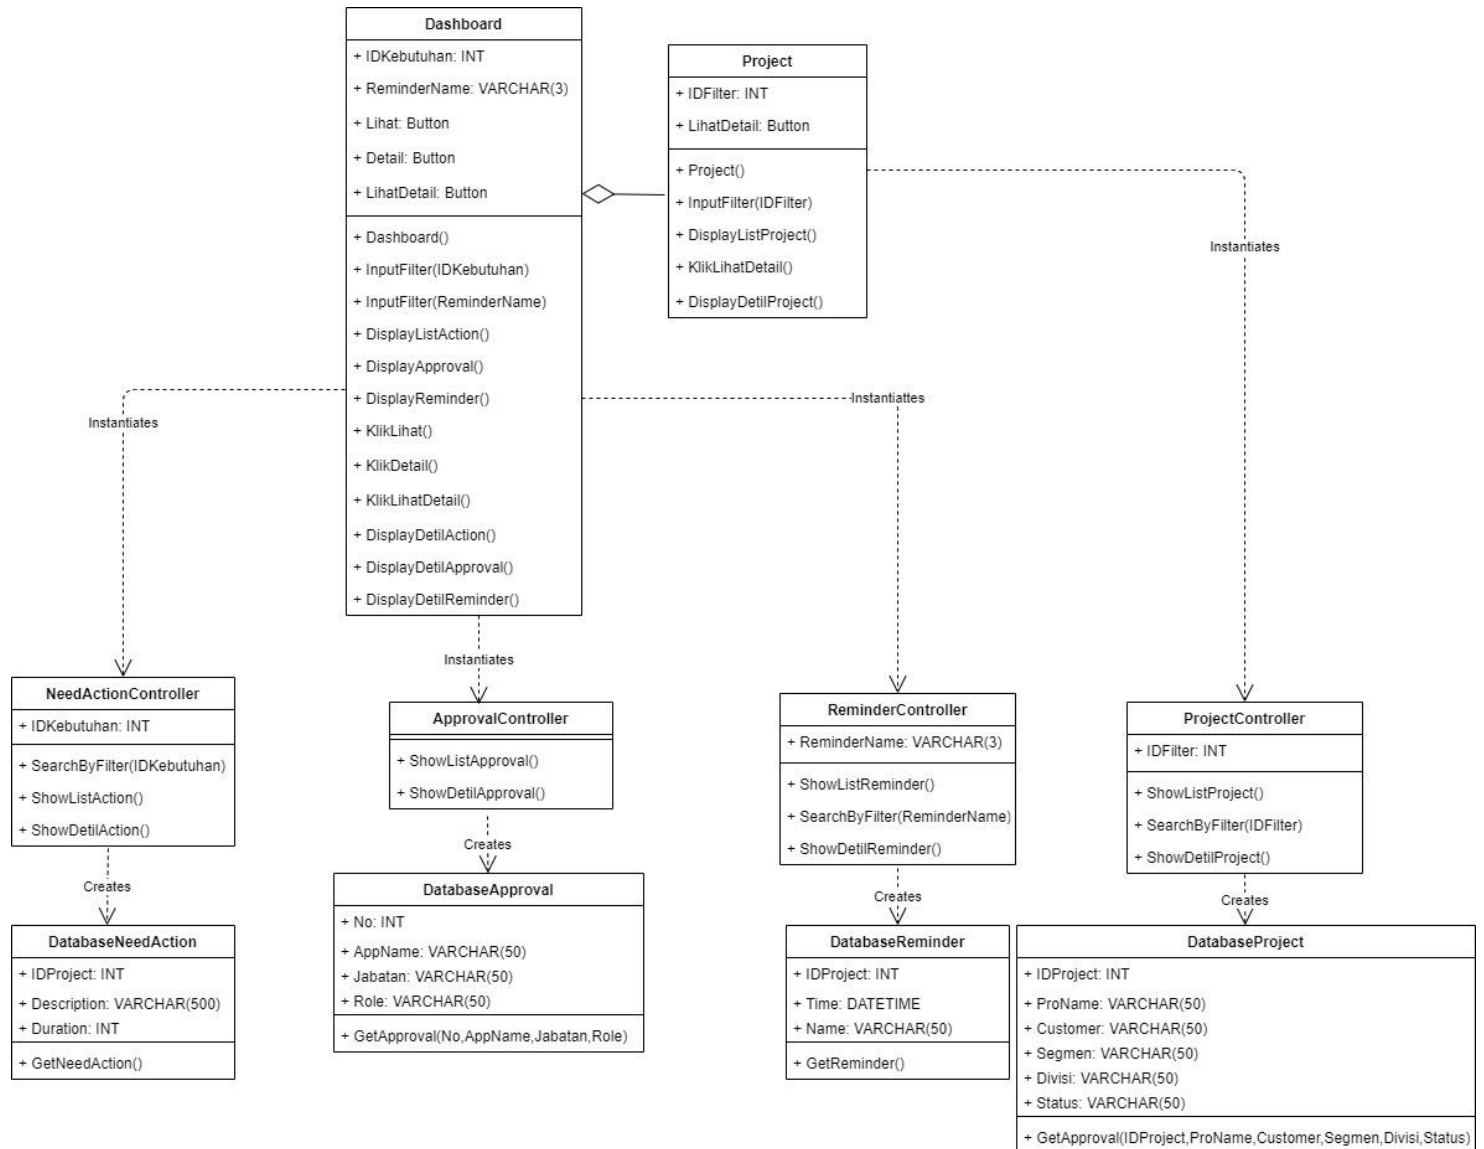 Dashboard
+ IDKebutuhan: INT
+ ReminderName: VARCHAR(3)
+ Lihat: Button
+ Detail: Button
+ LihatDetail: Button
+ Dashboard()
+ InputFilter(IDKebutuhan)
+ InputFilter(ReminderName)
+ DisplayListAction()
+ DisplayApproval()
+ DisplayReminder()
+ KlikLihat()
+ KlikDetail()
+ KlikLihatDetail()
+ DisplayDetilAction()
+ DisplayDetilApproval()
+ DisplayDetilReminder()
Project
+ IDFilter: INT
+ LihatDetail: Button
+ Project()
+ InputFilter(IDFilter)
+ DisplayListProject()
+ KlikLihatDetail()
+ DisplayDetilProject()
Instantiates
Instantiattes
Instantiates
Instantiates
NeedActionController
+ IDKebutuhan: INT
+ SearchByFilter(IDKebutuhan)
+ ShowListAction()
+ ShowDetilAction()
ApprovalController
+ ShowListApproval()
+ ShowDetilApproval()
ReminderController
+ ReminderName: VARCHAR(3)
+ ShowListReminder()
+ SearchByFilter(ReminderName)
+ ShowDetilReminder()
ProjectController
+ IDFilter: INT
+ ShowListProject()
+ SearchByFilter(IDFilter)
+ ShowDetilProject()
Creates
Creates
Creates
Creates
DatabaseNeedAction
+ IDProject: INT
+ Description: VARCHAR(500)
+ Duration: INT
+ GetNeedAction()
DatabaseApproval
+ No: INT
+ AppName: VARCHAR(50)
+ Jabatan: VARCHAR(50)
+ Role: VARCHAR(50)
+ GetApproval(No,AppName,Jabatan,Role)
DatabaseReminder
+ IDProject: INT
+ Time: DATETIME
+ Name: VARCHAR(50)
+ GetReminder()
DatabaseProject
+ IDProject: INT
+ ProName: VARCHAR(50)
+ Customer: VARCHAR(50)
+ Segmen: VARCHAR(50)
+ Divisi: VARCHAR(50)
+ Status: VARCHAR(50)
+ GetApproval(IDProject,ProName,Customer,Segmen,Divisi,Status)